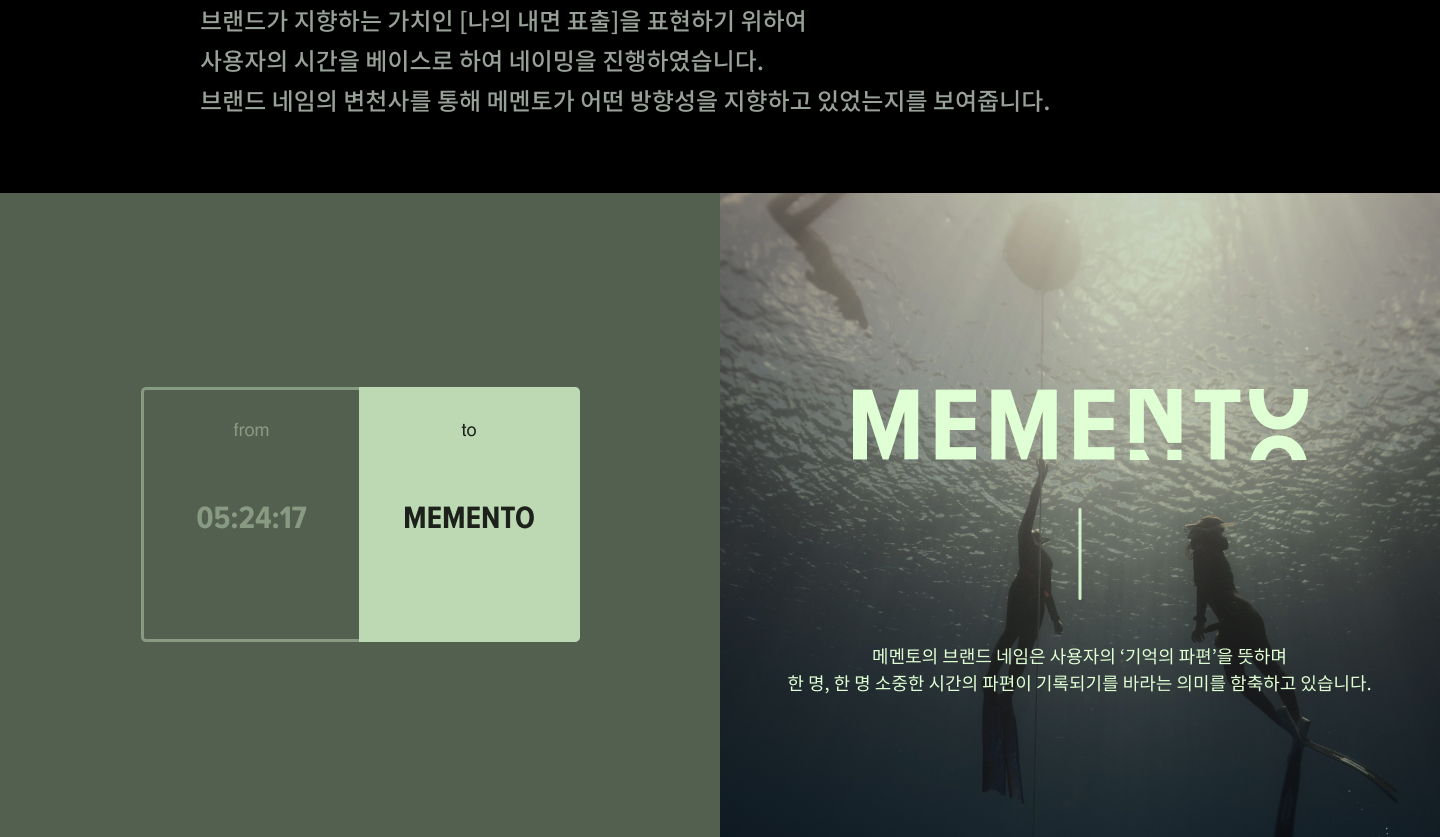 브랜드가 지향하는 가치인 [나의 내면 표출]을 표현하기 위하여
사용자의 시간을 베이스로 하여 네이밍을 진행하였습니다.
브랜드 네임의 변천사를 통해 메멘토가 어떤 방향성을 지향하고 있었는지를 보여줍니다.
from
to
05:24:17
MEMENTO
MEMENTO
메멘토의 브랜드 네임은 사용자의 ‘기억의 파편’을 뜻하며
한 명, 한 명 소중한 시간의 파편이 기록되기를 바라는 의미를 함축하고 있습니다.